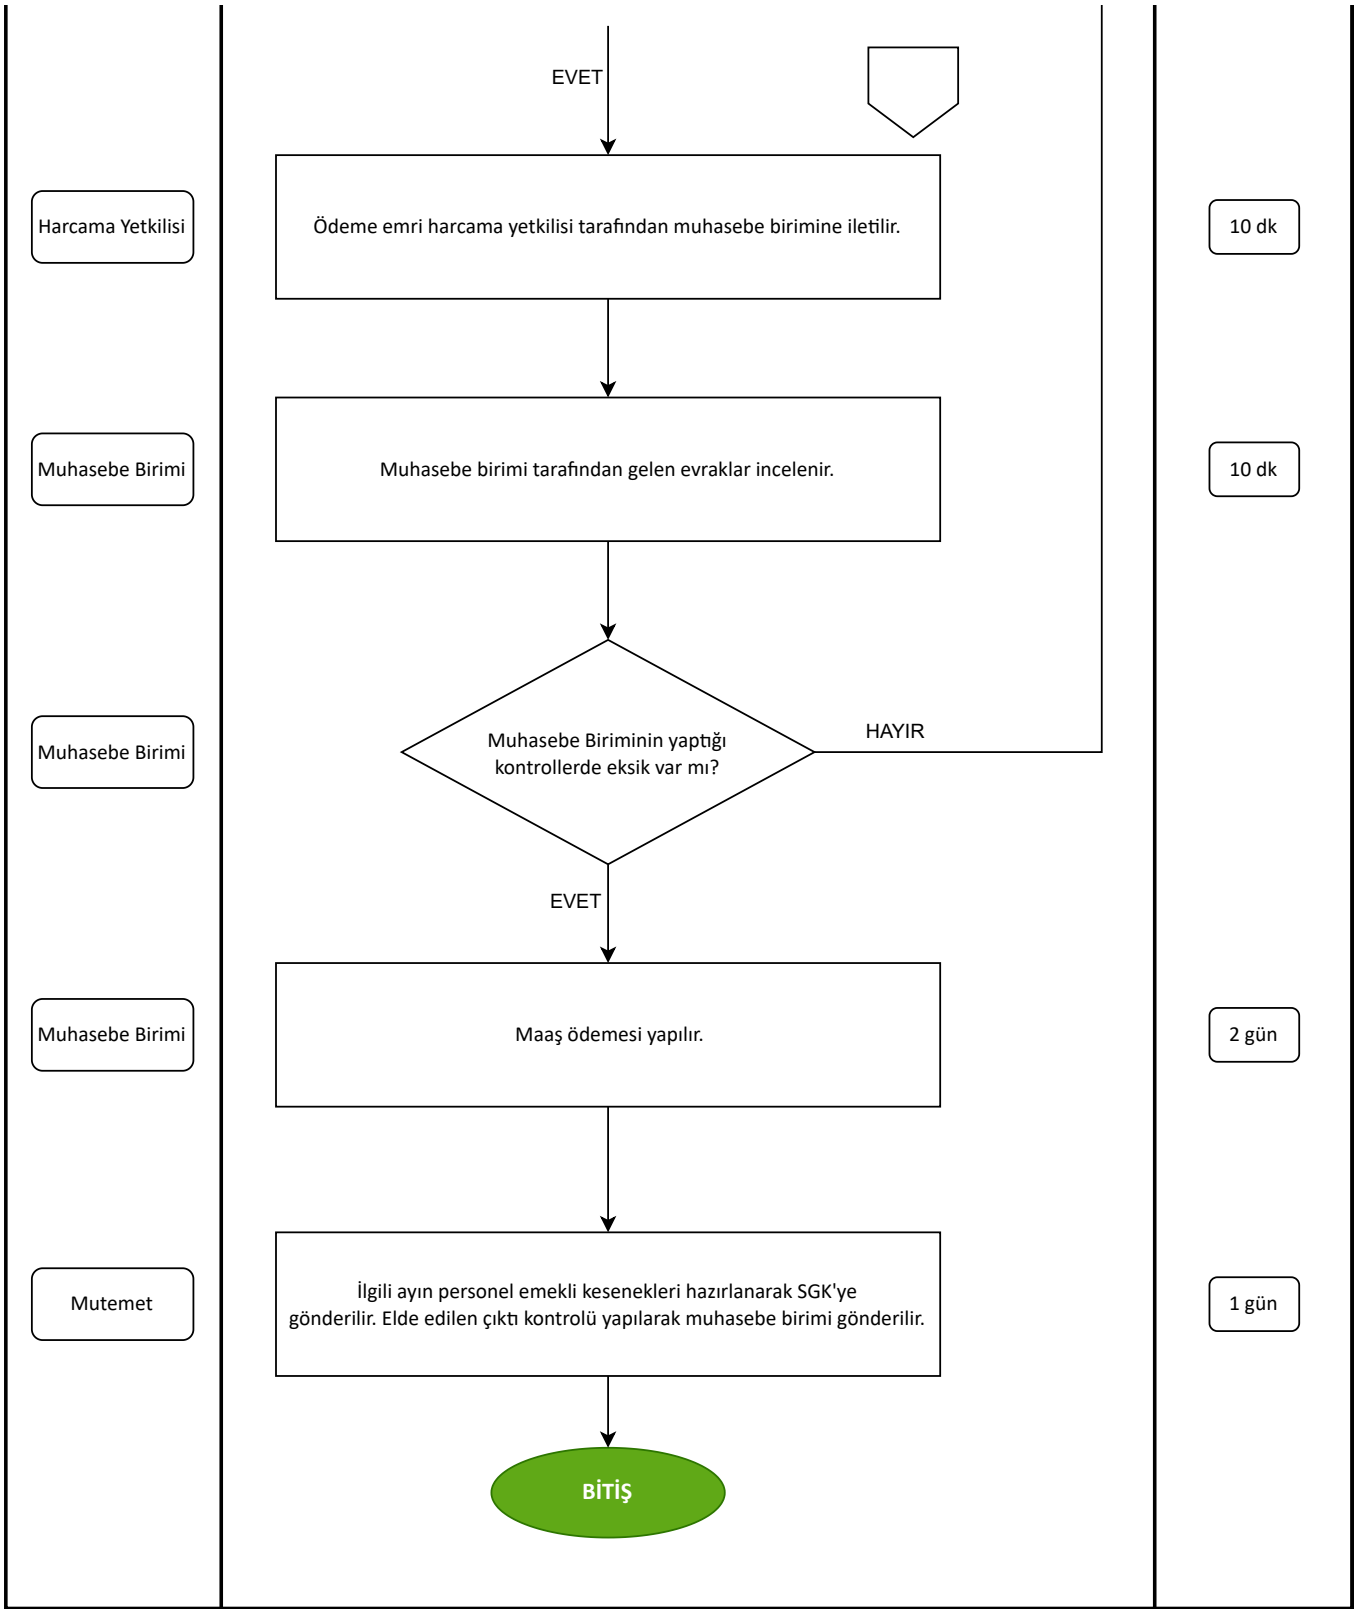 EVET
Harcama Yetkilisi
Ödeme emri harcama yetkilisi tarafından muhasebe birimine iletilir.
10 dk
Muhasebe Birimi
Muhasebe birimi tarafından gelen evraklar incelenir.
10 dk
Muhasebe Birimi
Muhasebe Biriminin yaptığı
kontrollerde eksik var mı?
HAYIR
EVET
Muhasebe Birimi
Maaş ödemesi yapılır.
2 gün
Mutemet
İlgili ayın personel emekli kesenekleri hazırlanarak SGK'ye
gönderilir. Elde edilen çıktı kontrolü yapılarak muhasebe birimi gönderilir.
1 gün
BİTİŞ